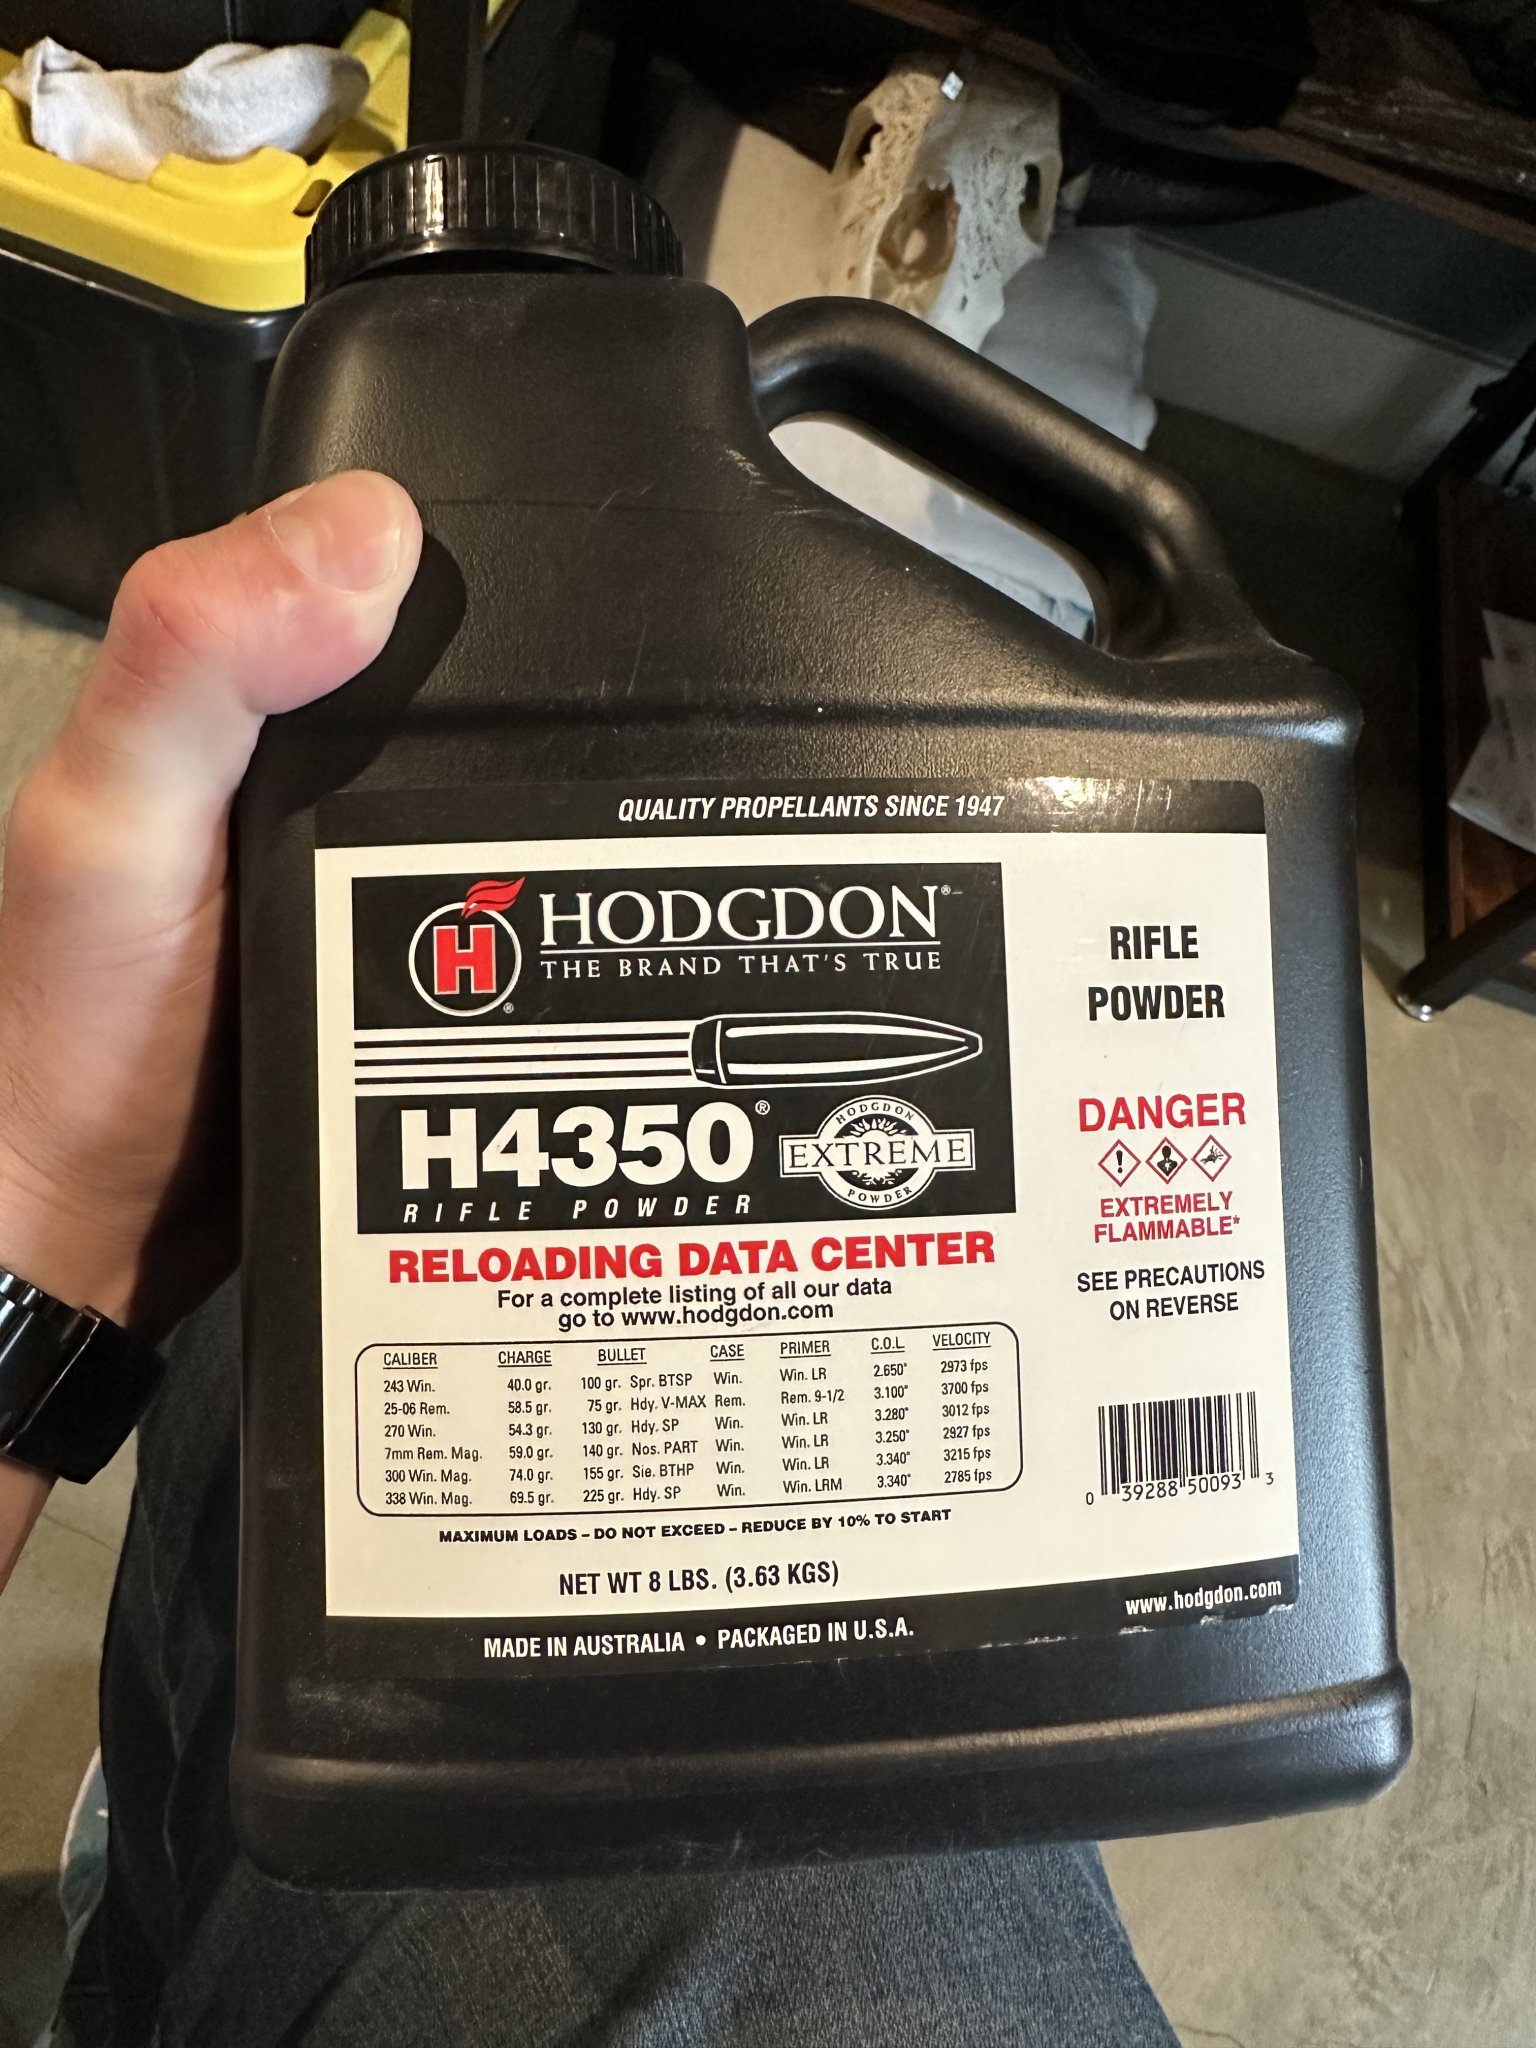 QUALITY PROPELLANTS SINCE 1947
H HODGDON®
®
THE BRAND THAT'S TRUE
H4350®
RIFLE POWDER
HODGDON
EXTREME
POWDER
RIFLE
POWDER
DANGER
EXTREMELY
FLAMMABLE*
SEE PRECAUTIONS
ON REVERSE
RELOADING DATA CENTER
For a complete listing of all our data
go to www.hodgdon.com
CALIBER CHARGE BULLET CASE PRIMER C.O.L VELOCITY
243 Win. 40.0 gr. 100 gr. Spr. BTSP Win. Win. LR 2.650" 2973 fps
25-06 Rem. 58.5 gr. 75 gr. Hdy. V-MAX Rem. Rem. 9-1/2 3.100" 3700 fps
270 Win. 54.3 gr. 130 gr. Hdy. SP Win. Win. LR 3.280" 3012 fps
7mm Rem. Mag. 59.0 gr. 140 gr. Nos. PART Win. Win. LR 3.250" 2927 fps
300 Win. Mag. 74.0 gr. 155 gr. Sie. BTHP Win. Win. LR 3.340" 3215 fps
338 Win. Mag. 69.5 gr. 225 gr. Hdy. SP Win. Win. LRM 3.340" 2785 fps
MAXIMUM LOADS – DO NOT EXCEED – REDUCE BY 10% TO START
0 39288 50093 3
NET WT 8 LBS. (3.63 KGS)
www.hodgdon.com
MADE IN AUSTRALIA • PACKAGED IN U.S.A.